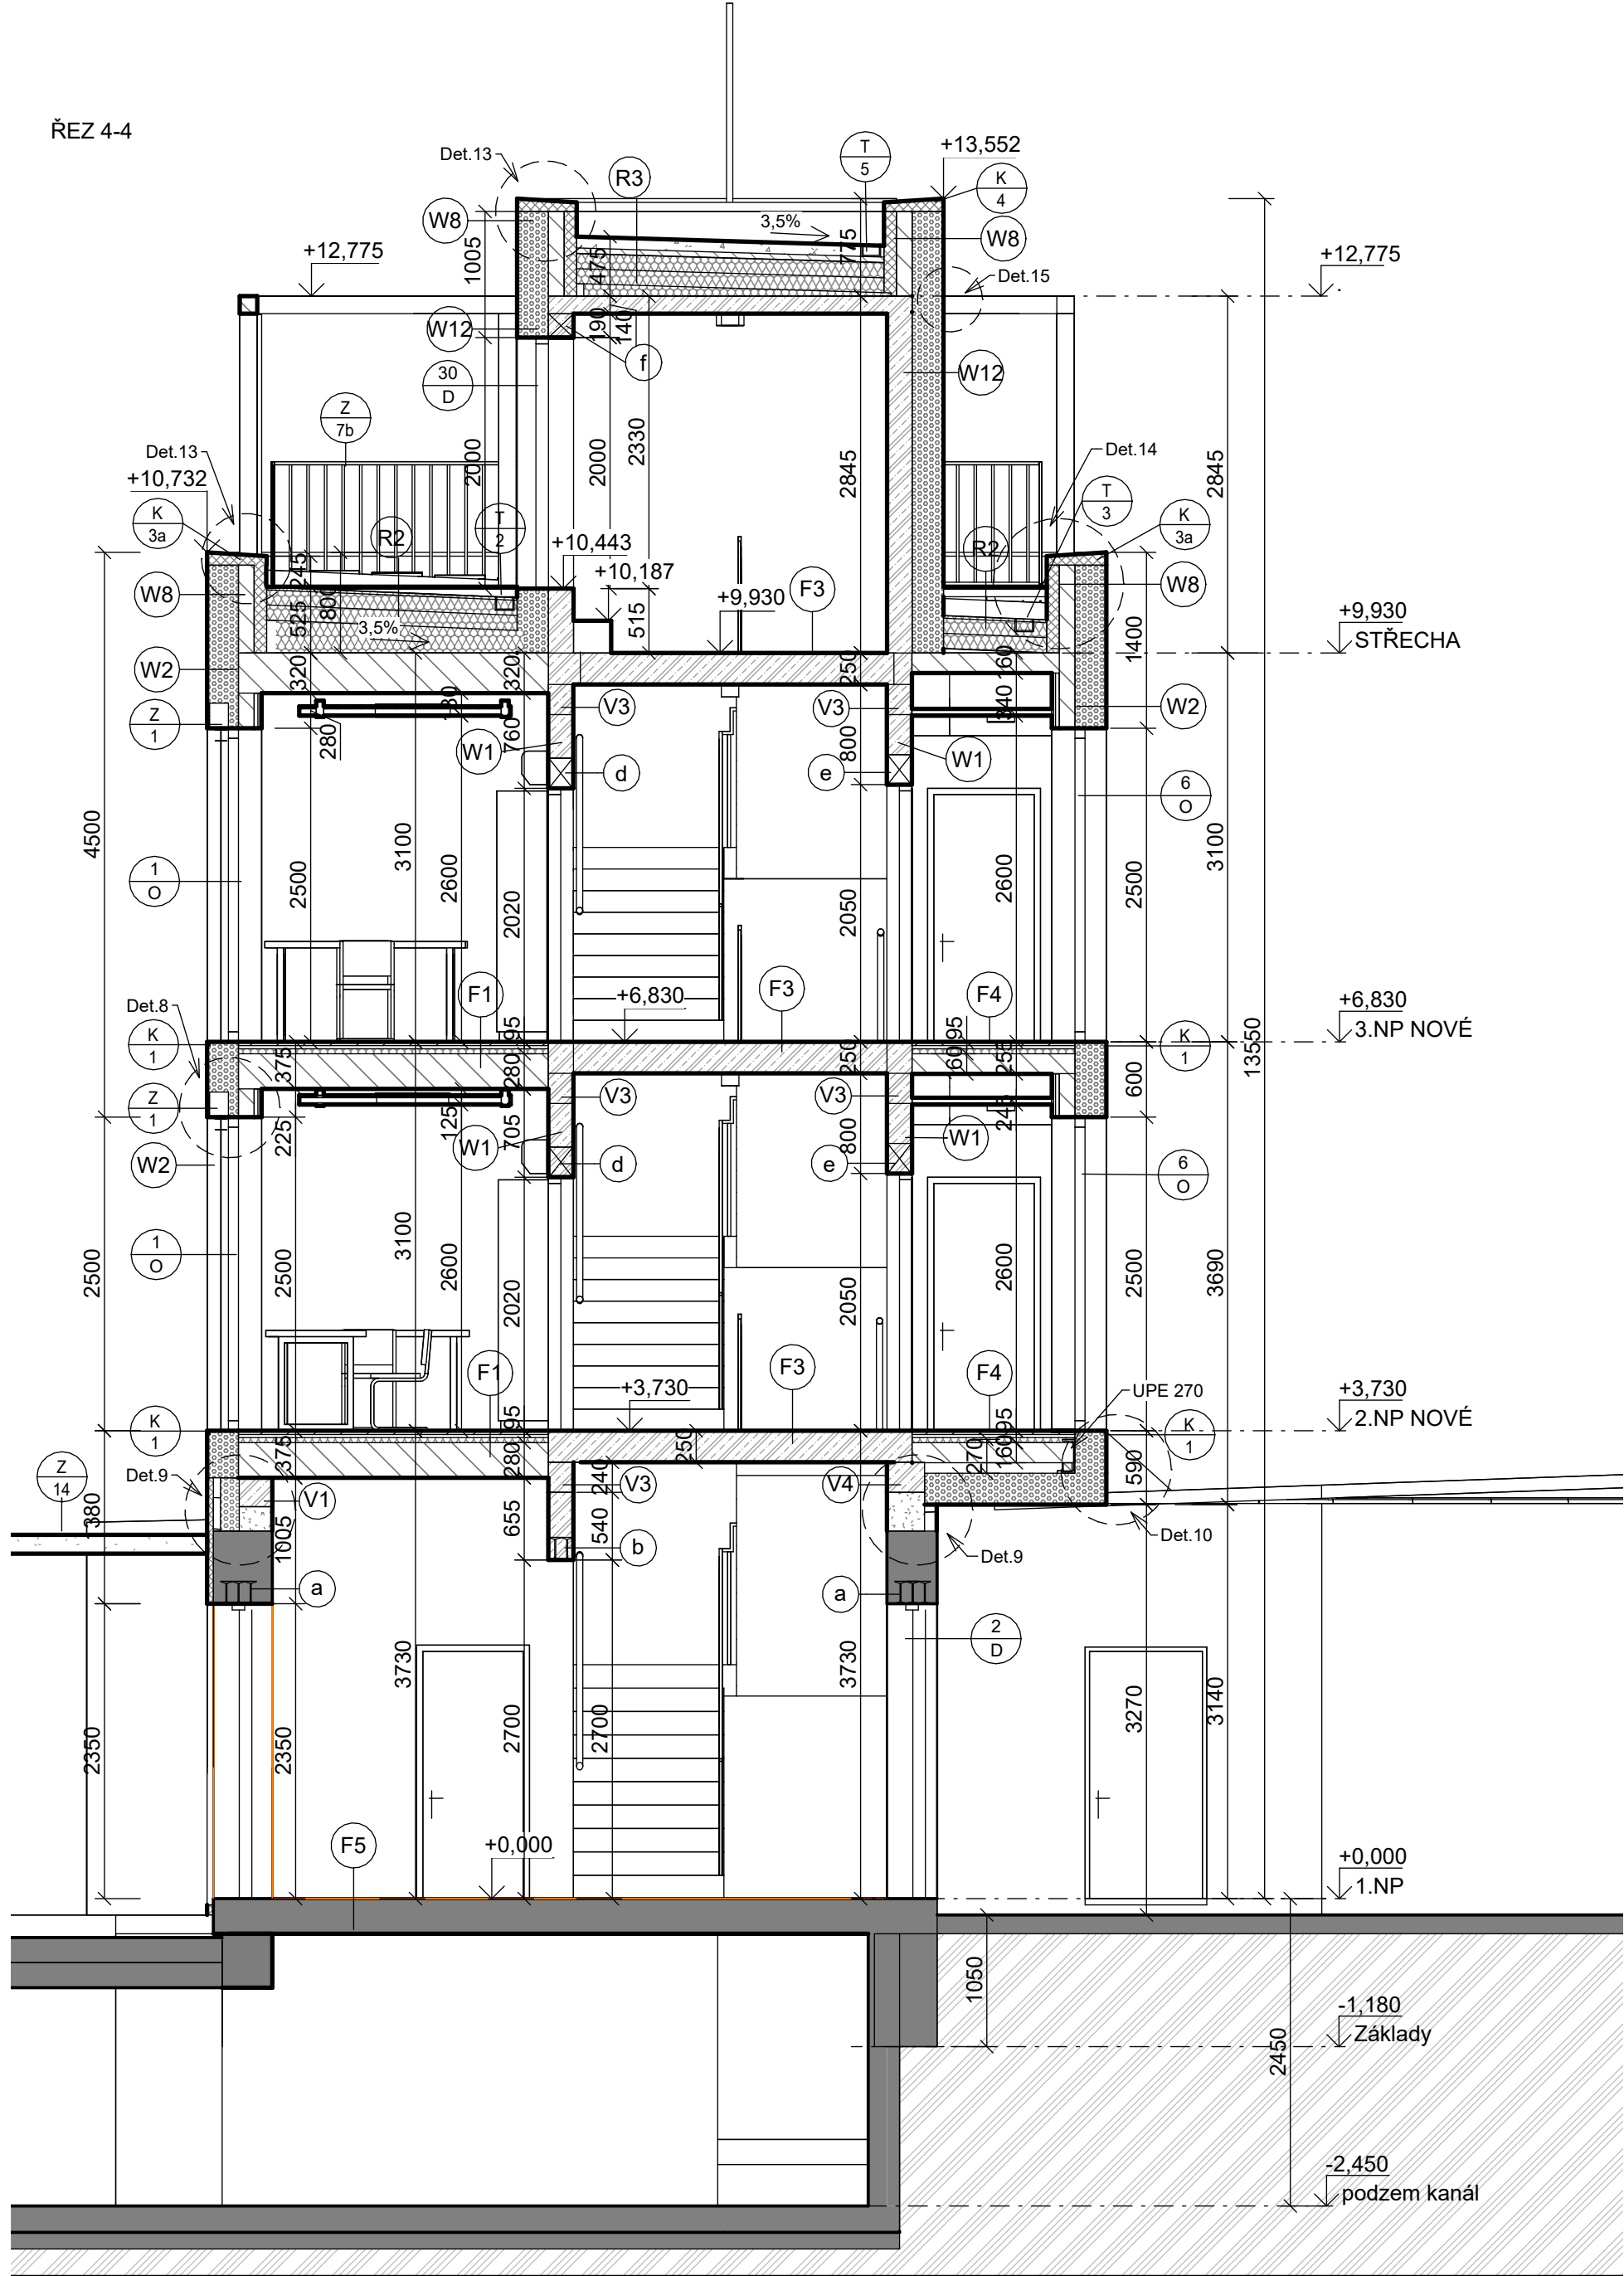 ŘEZ 4-4
Det.13
R3
T
5
+13,552
K
4
W8
3,5%
W8
1005
475
775
+12,775
Det.15
+12,775
W12
190
140
f
30
D
W12
Z
7b
2000
2000
2330
2845
2845
Det.13
Det.14
+10,732
K
3a
T
2
T
3
K
3a
R2
R2
+10,443
+10,187
245
800
525
W8
W8
F3
+9,930
515
3,5%
1400
+9,930
STŘECHA
W2
320
320
250
160
Z
1
280
V3
V3
340
W2
760
W1
800
W1
d
e
6
O
4500
1
O
2500
3100
2600
2020
2050
2600
2500
3100
F1
+6,830
F3
F4
Det.8
+6,830
3.NP NOVÉ
K
1
K
1
13550
375
95
280
250
95
160
255
600
Z
1
225
125
705
V3
V3
245
W1
800
W1
W2
d
e
6
O
1
O
2500
2500
3100
2600
2020
2050
2600
2500
3690
F1
F3
F4
+3,730
UPE 270
+3,730
2.NP NOVÉ
K
1
K
1
375
95
280
250
95
160
270
590
Z
14
Det.9
V1
240
V3
V4
380
1005
655
540
b
Det.10
Det.9
a
a
2
D
2350
2350
3730
2700
2700
3730
3270
3140
F5
+0,000
+0,000
1.NP
1050
-1,180
Základy
2450
-2,450
podzem kanál